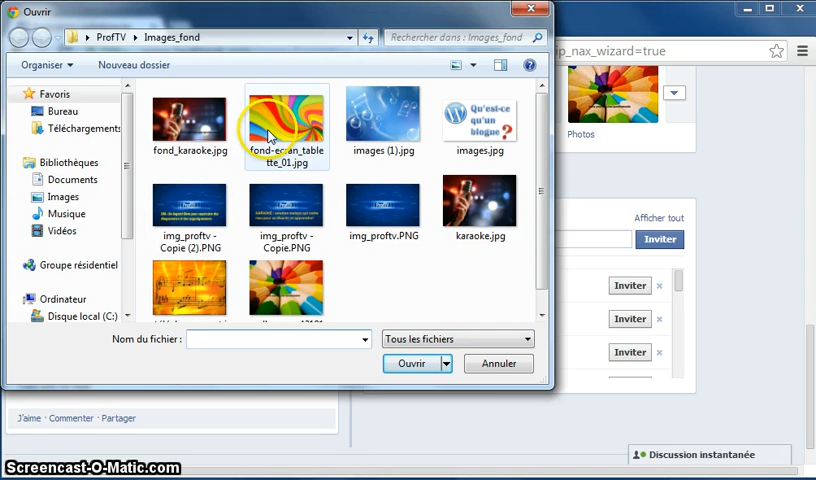 Ouvrir
ProfTV
Images_fond
Rechercher dans : Images_fond
ip_nax_wizard=true
Organiser
Nouveau dossier
Favoris
Bureau
Téléchargements
Bibliothèques
Documents
Images
Musique
Vidéos
Groupe résidentiel
Ordinateur
Disque local (C:)
Qu'est-ce
qu'un
blogue ?
fond_karaoke.jpg
fond-ecran_table
tte_01.jpg
images (1).jpg
images.jpg
img_proftv -
Copie (2).PNG
img_proftv -
Copie.PNG
img_proftv.PNG
karaoke.jpg
Nom du fichier :
Tous les fichiers
Ouvrir
Annuler
Photos
Afficher tout
Inviter
Inviter
Inviter
Inviter
J'aime · Commenter · Partager
Discussion instantanée
Screencast-O-Matic.com